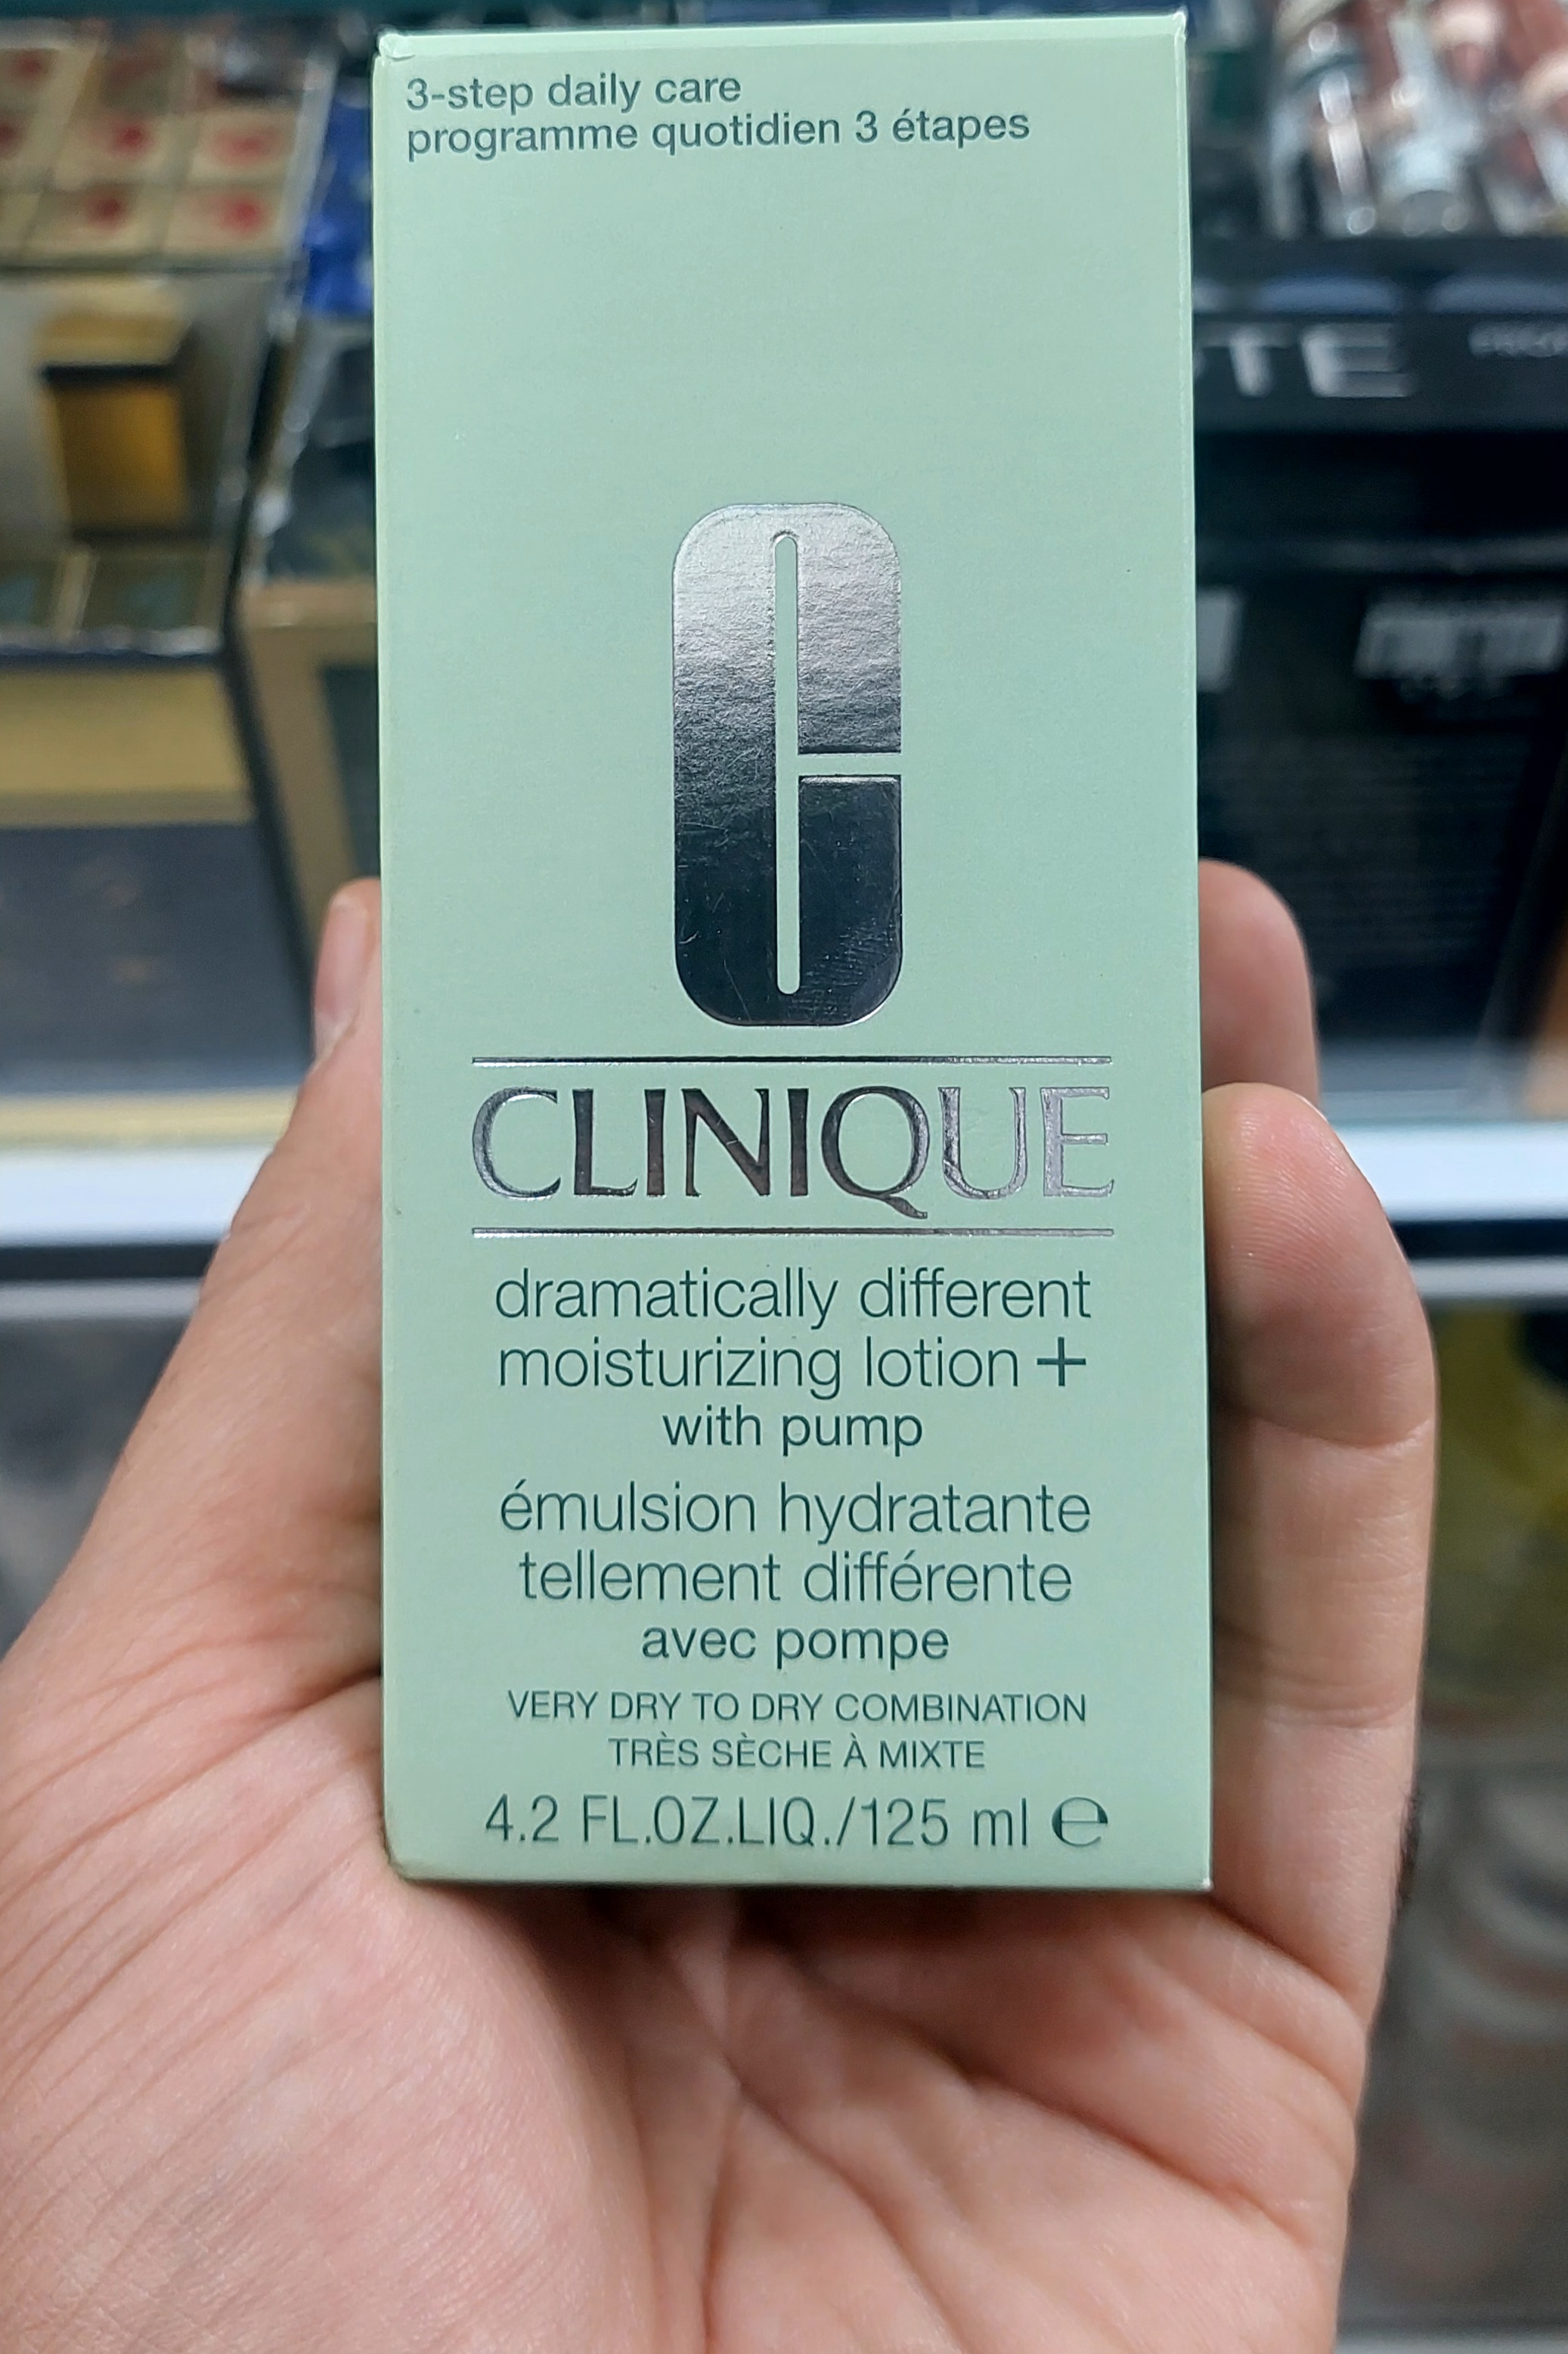 3-step daily care
programme quotidien 3 étapes
C
CLINIQUE
dramatically different
moisturizing lotion +
with pump
émulsion hydratante
tellement différente
avec pompe
VERY DRY TO DRY COMBINATION
TRÈS SÈCHE À MIXTE
4.2 FL.OZ.LIQ./125 ml ℮